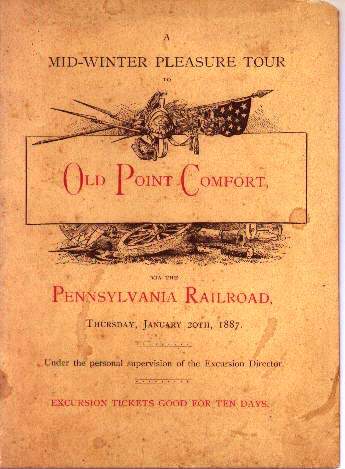 A
MID-WINTER PLEASURE TOUR
TO
OLD POINT COMFORT,
VIA THE
PENNSYLVANIA RAILROAD,
THURSDAY, JANUARY 20TH, 1887.
Under the personal supervision of the Excursion Director.
EXCURSION TICKETS GOOD FOR TEN DAYS.